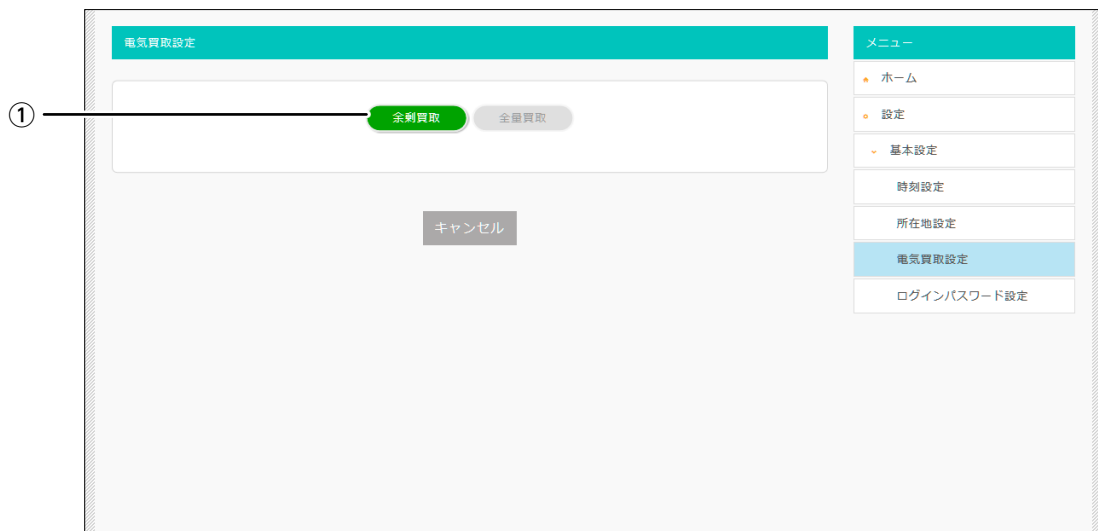 電気買取設定
①
余剰買取
全量買取
キャンセル
メニュー
ホーム
設定
基本設定
時刻設定
所在地設定
電気買取設定
ログインパスワード設定